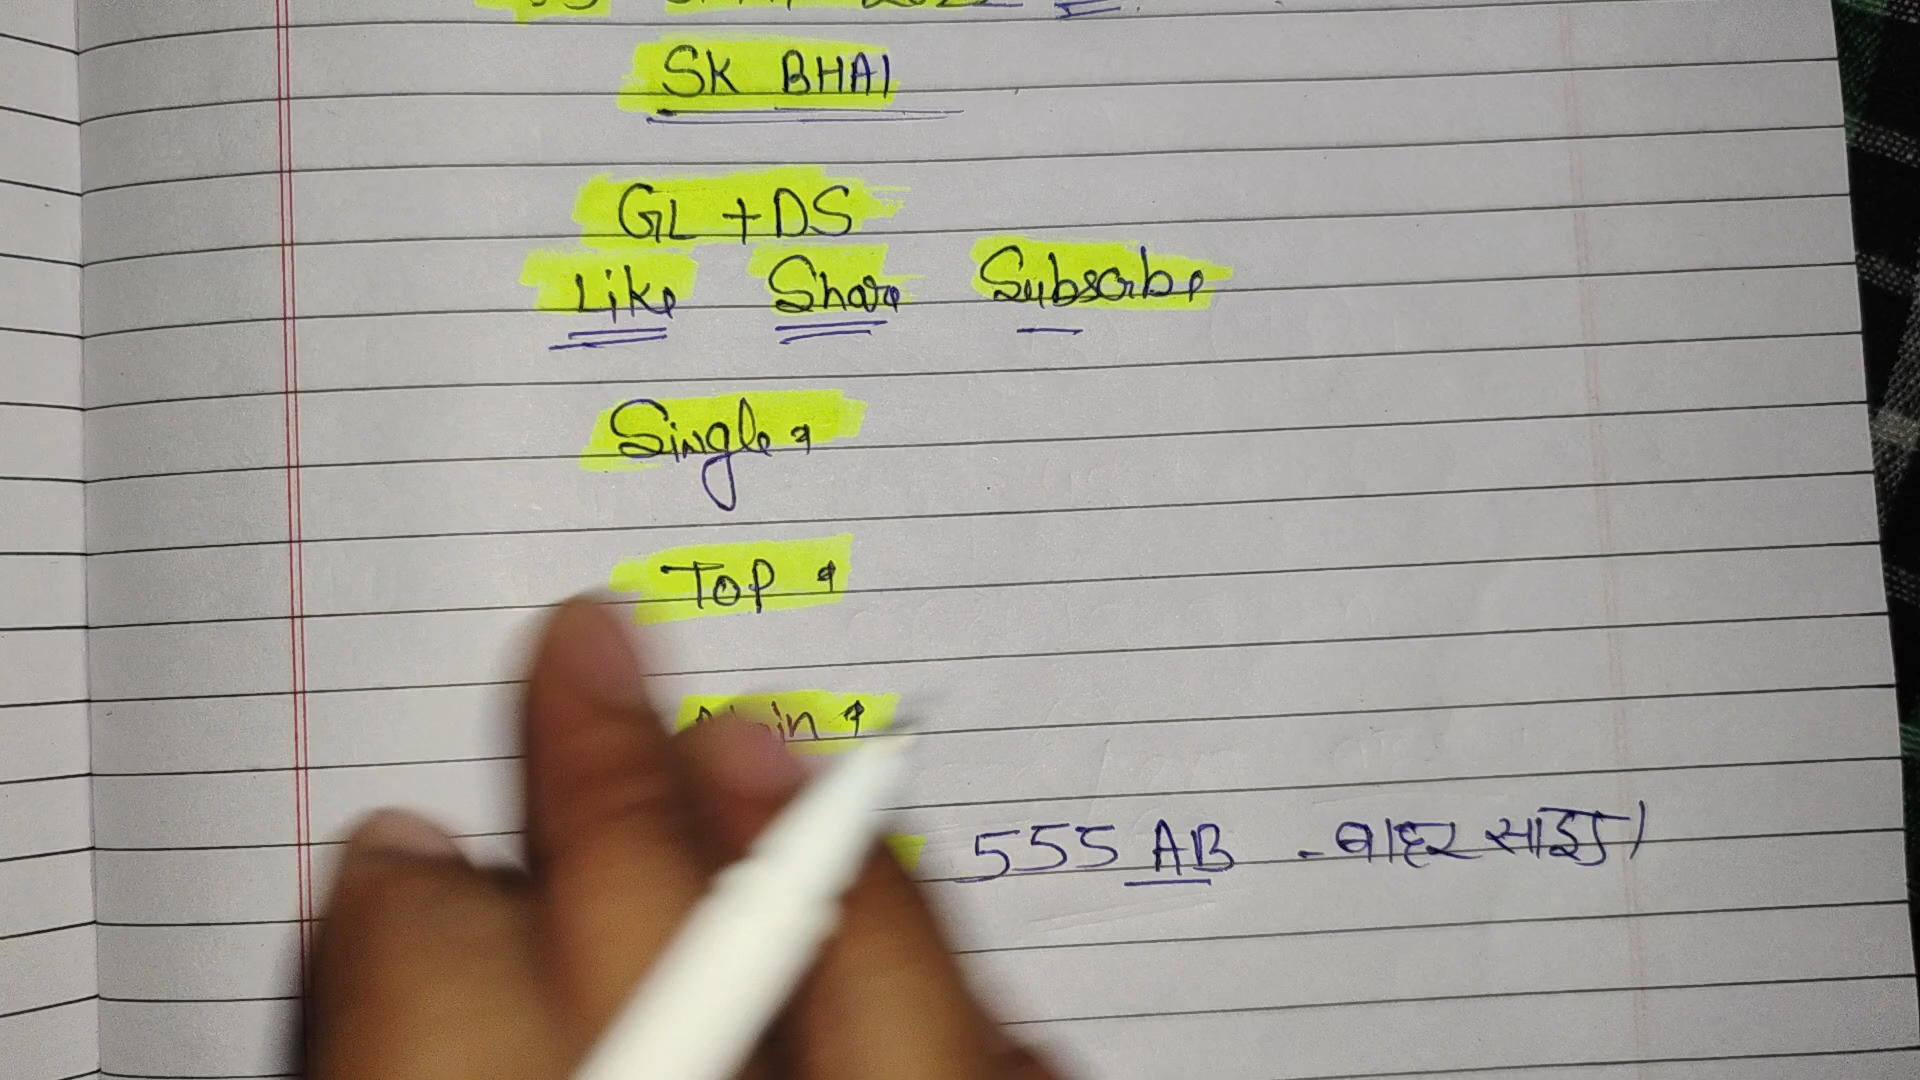 SK BHAI
GL + DS
Like Share Subscribe
Single
Top
555 AB - बाहर साइड।